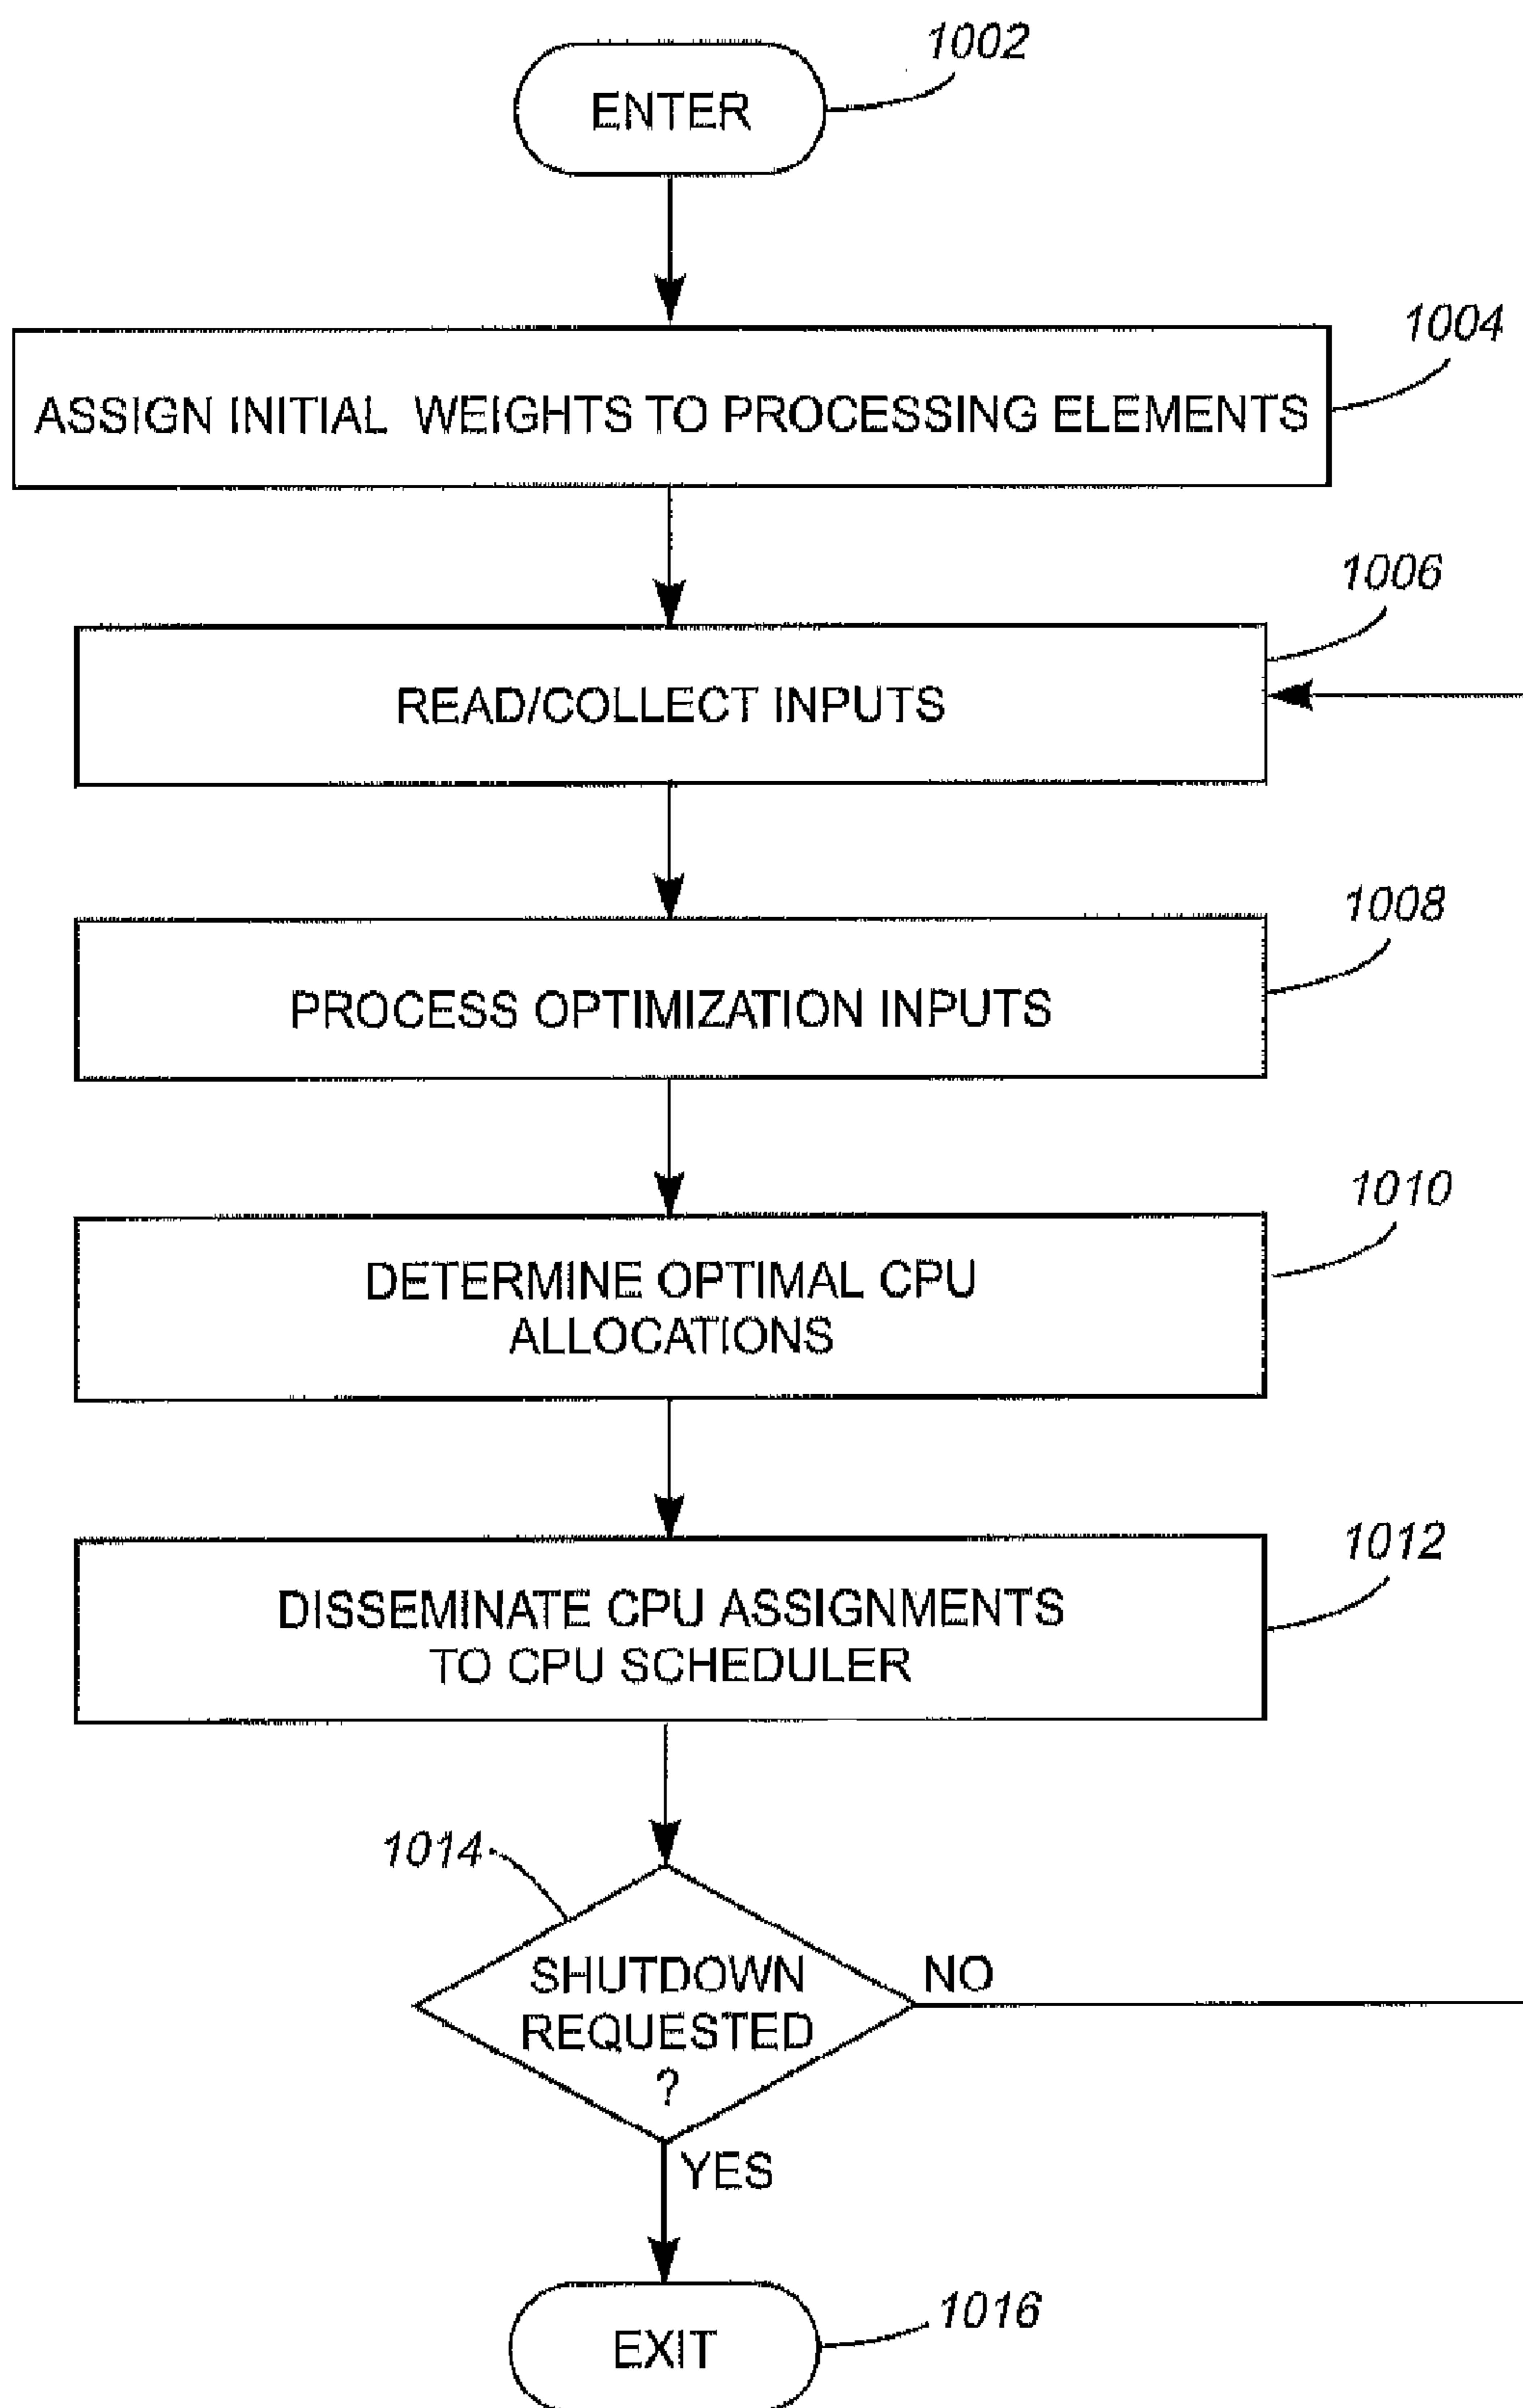 1002
ENTER
1004
ASSIGN INITIAL WEIGHTS TO PROCESSING ELEMENTS
1006
READ/COLLECT INPUTS
1008
PROCESS OPTIMIZATION INPUTS
1010
DETERMINE OPTIMAL CPU
ALLOCATIONS
1012
DISSEMINATE CPU ASSIGNMENTS
TO CPU SCHEDULER
1014
SHUTDOWN
REQUESTED
?
NO
YES
1016
EXIT